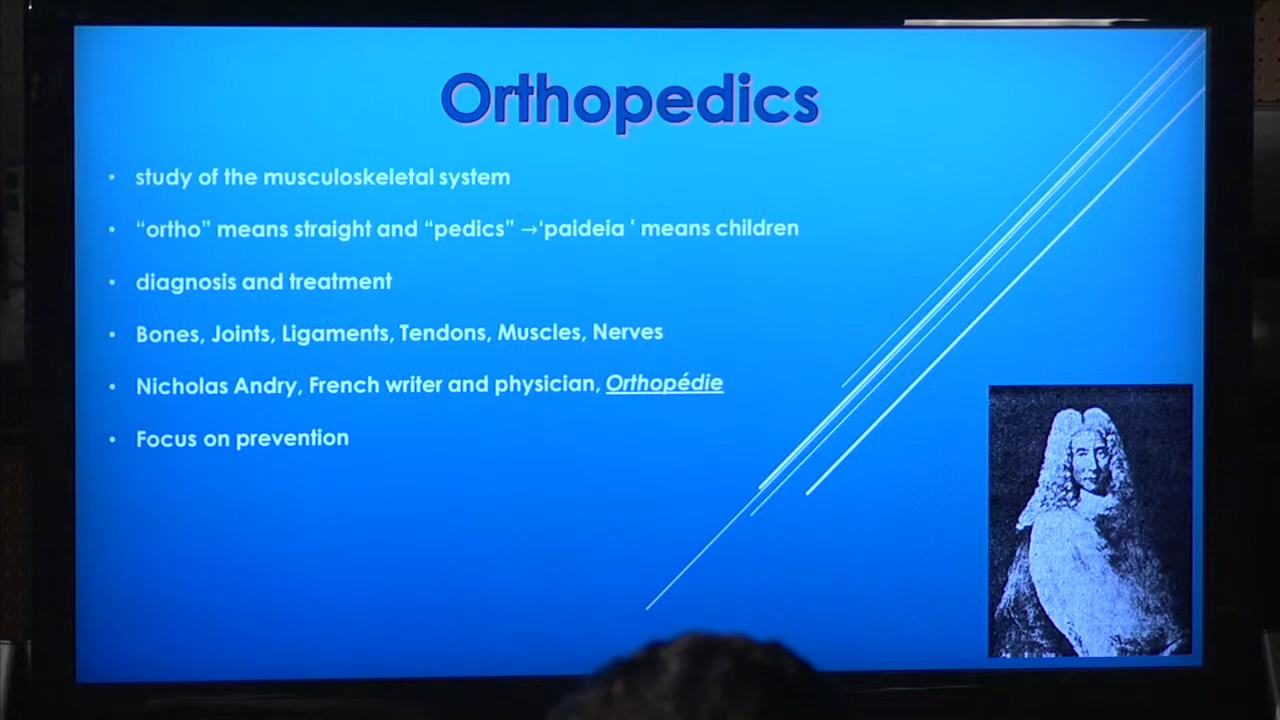 Orthopedics
• study of the musculoskeletal system
• “ortho” means straight and “pedics” →‘paideia ’ means children
• diagnosis and treatment
• Bones, Joints, Ligaments, Tendons, Muscles, Nerves
• Nicholas Andry, French writer and physician, Orthopédie
• Focus on prevention